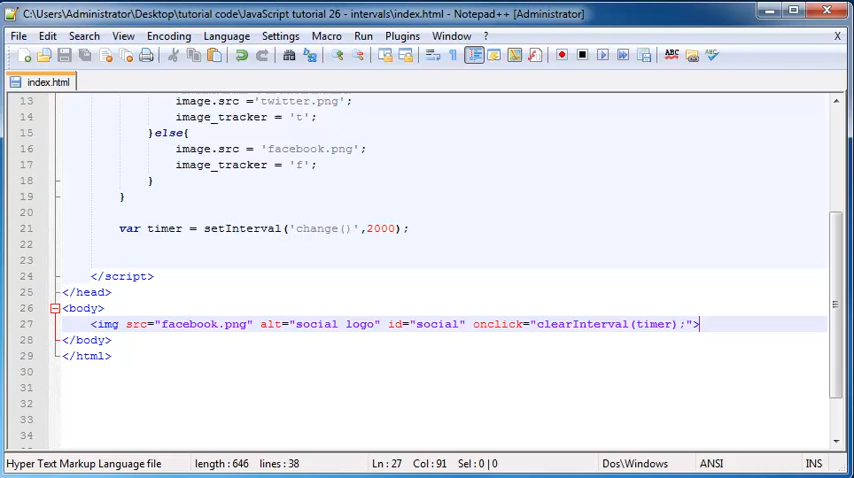 C:\Users\Administrator\Desktop\tutorial code\JavaScript tutorial 26 - intervals\index.html - Notepad++ [Administrator]
File Edit Search View Encoding Language Settings Macro Run Plugins Window ? X
index.html
13 image.src ='twitter.png';
14 image_tracker = 't';
15 }else{
16 image.src = 'facebook.png';
17 image_tracker = 'f';
18 }
19 }
20
21 var timer = setInterval('change()',2000);
22
23
24 </script>
25 </head>
26 <body>
27 <img src="facebook.png" alt="social logo" id="social" onclick="clearInterval(timer);">
28 </body>
29 </html>
30
31
32
33
34
Hyper Text Markup Language file length : 646 lines : 38 Ln : 27 Col : 91 Sel : 0 | 0 Dos\Windows ANSI INS